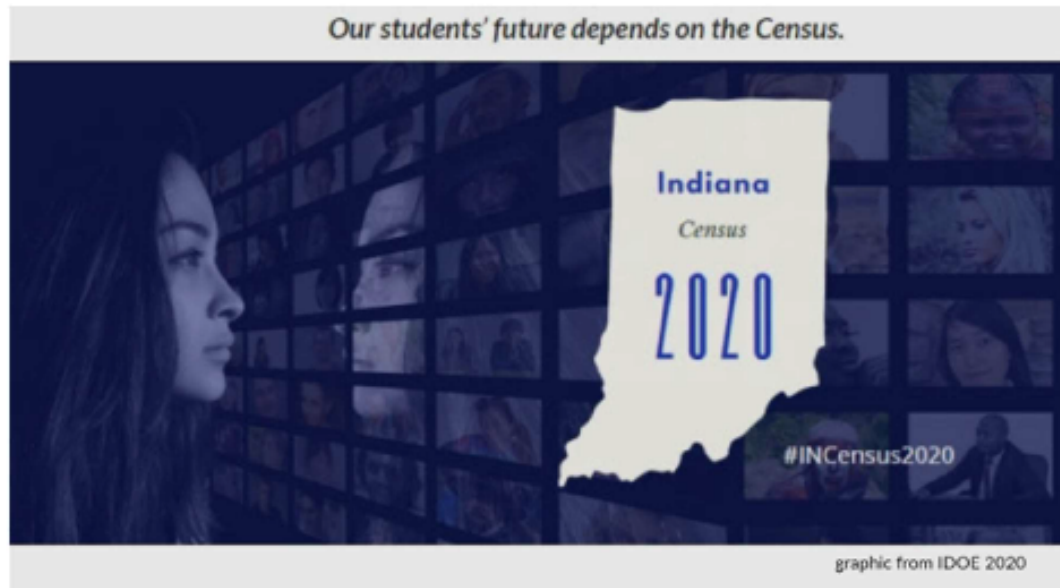 Our students' future depends on the Census.
Indiana
Census
2020
#INCensus2020
graphic from IDOE 2020